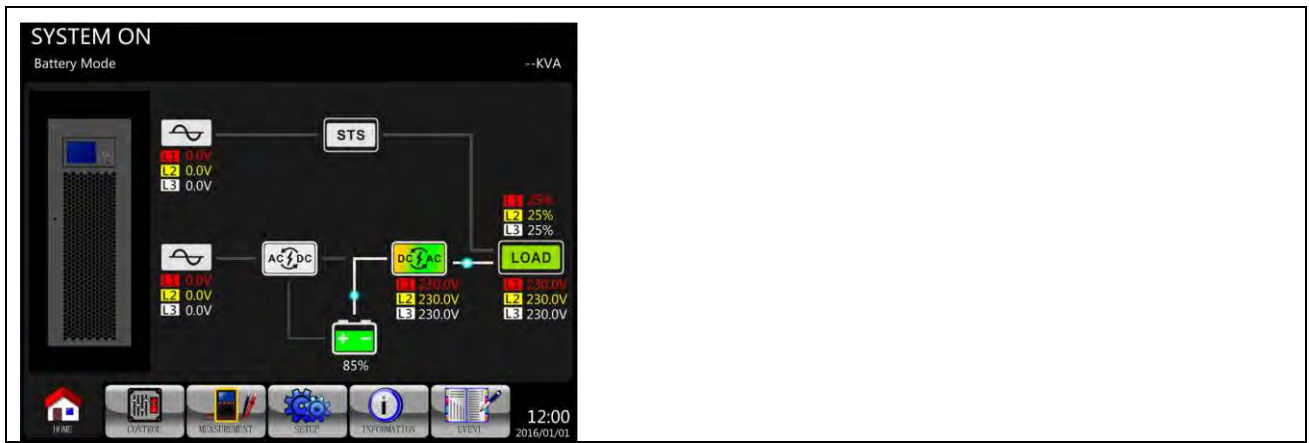 SYSTEM ON
Battery Mode
--KVA
STS
L1 0.0V
L2 0.0V
L3 0.0V
L1 25%
L2 25%
L3 25%
AC DC
DC AC
LOAD
L1 0.0V
L2 0.0V
L3 0.0V
L1 230.0V
L2 230.0V
L3 230.0V
L1 230.0V
L2 230.0V
L3 230.0V
+ -
85%
HOME
CONTROL
MEASUREMENT
SETUP
INFORMATION
EVENT
12:00
2016/01/01